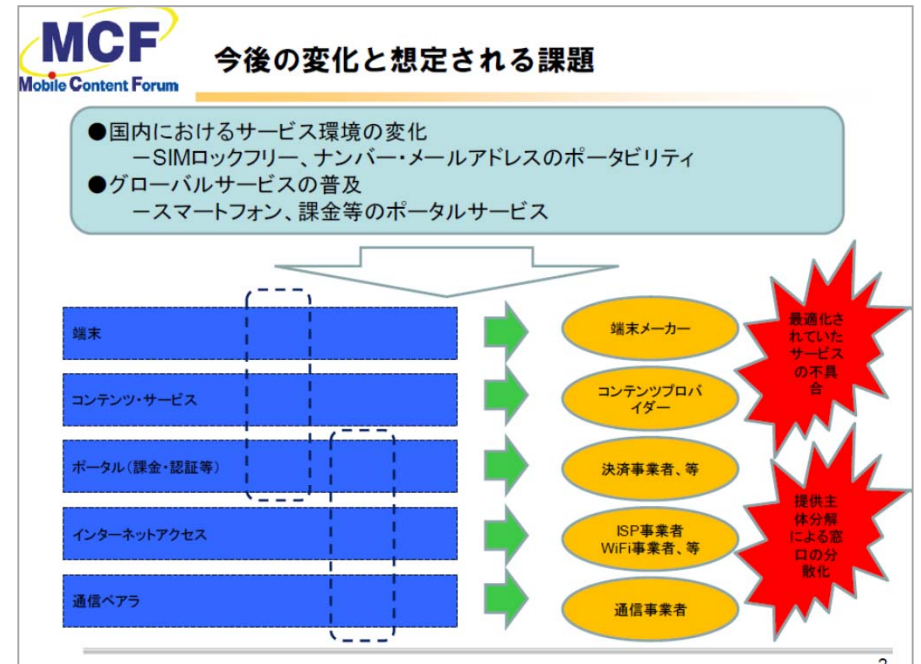 MCF
Mobile Content Forum
今後の変化と想定される課題
●国内におけるサービス環境の変化
－SIMロックフリー、ナンバー・メールアドレスのポータビリティ
●グローバルサービスの普及
－スマートフォン、課金等のポータルサービス
端末
端末メーカー
最適化さ
れていた
サービス
の不具
合
コンテンツ・サービス
コンテンツプロバ
イダー
ポータル（課金・認証等）
決済事業者、等
インターネットアクセス
ISP事業者
WiFi事業者、等
提供主
体分解
による窓
口の分
散化
通信ベアラ
通信事業者
2